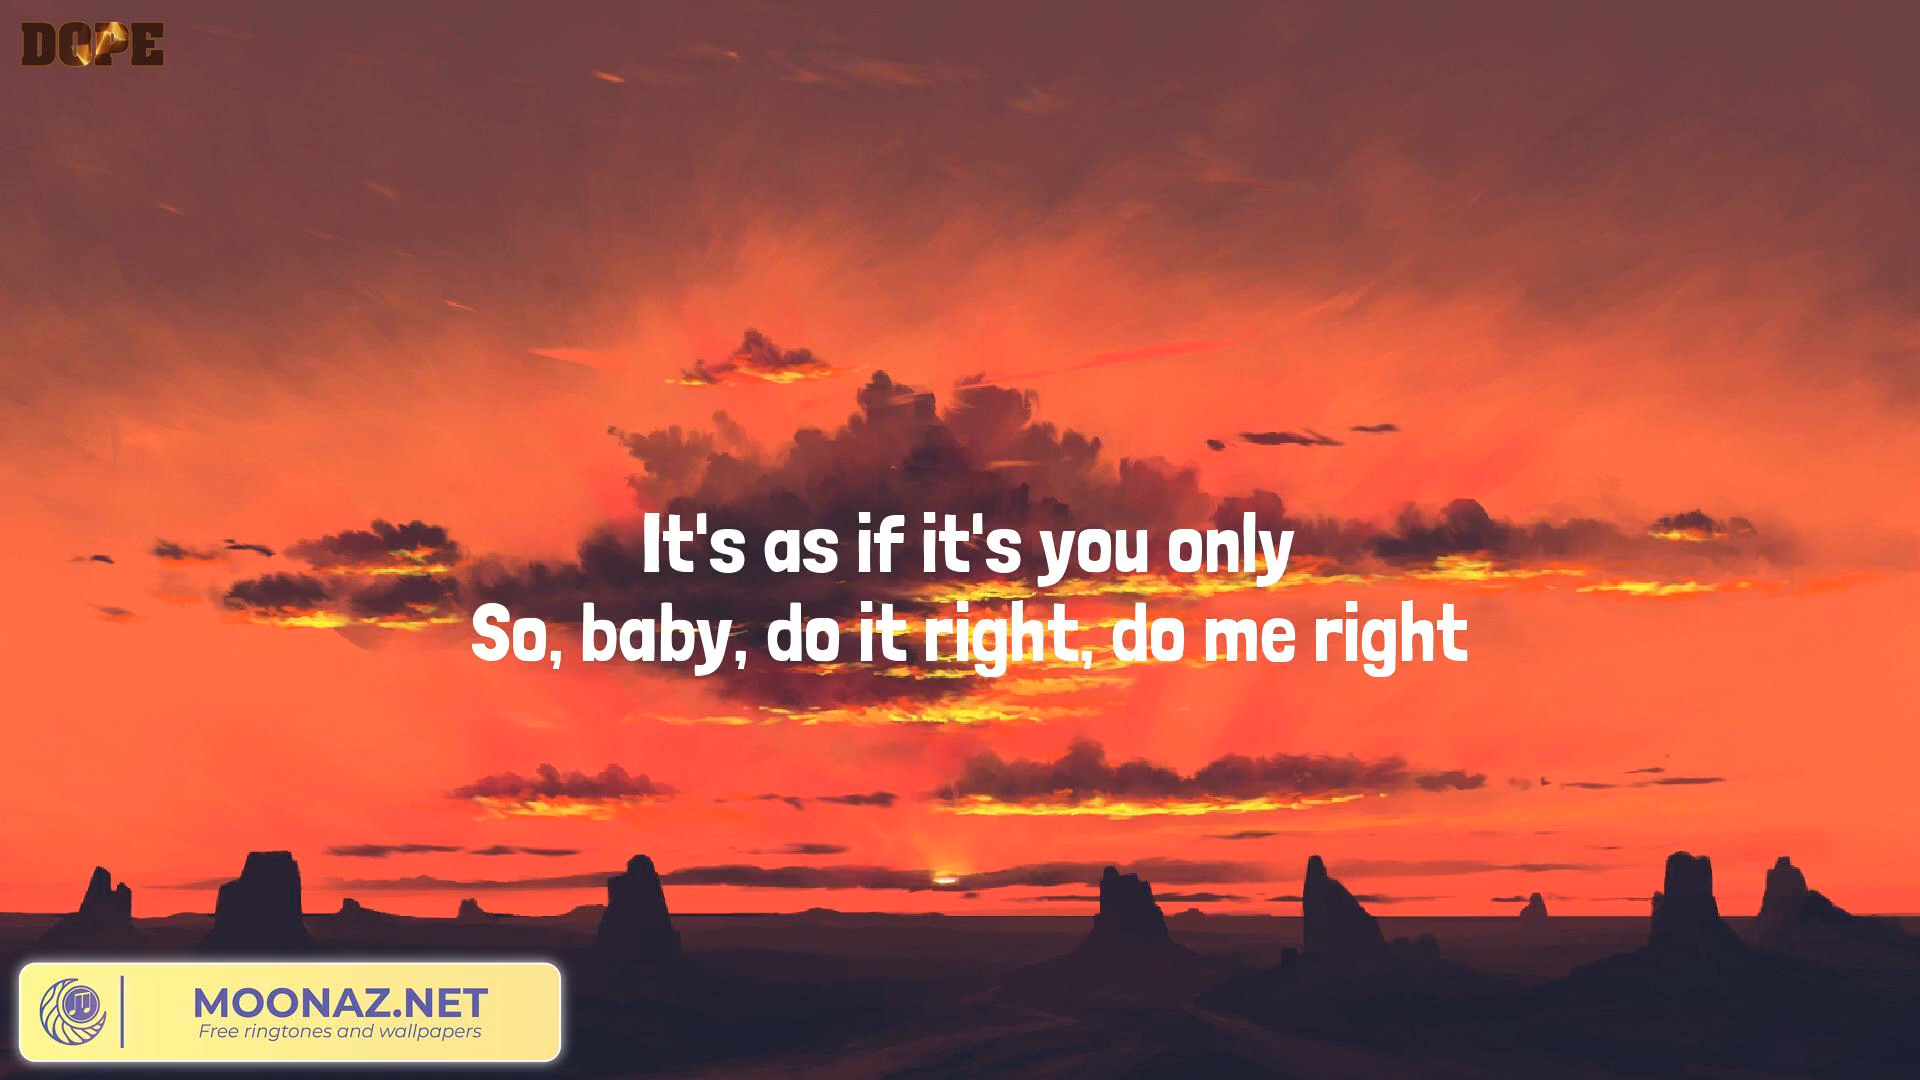 DOPE
It's as if it's you only
So, baby, do it right, do me right
MOONAZ.NET
Free ringtones and wallpapers